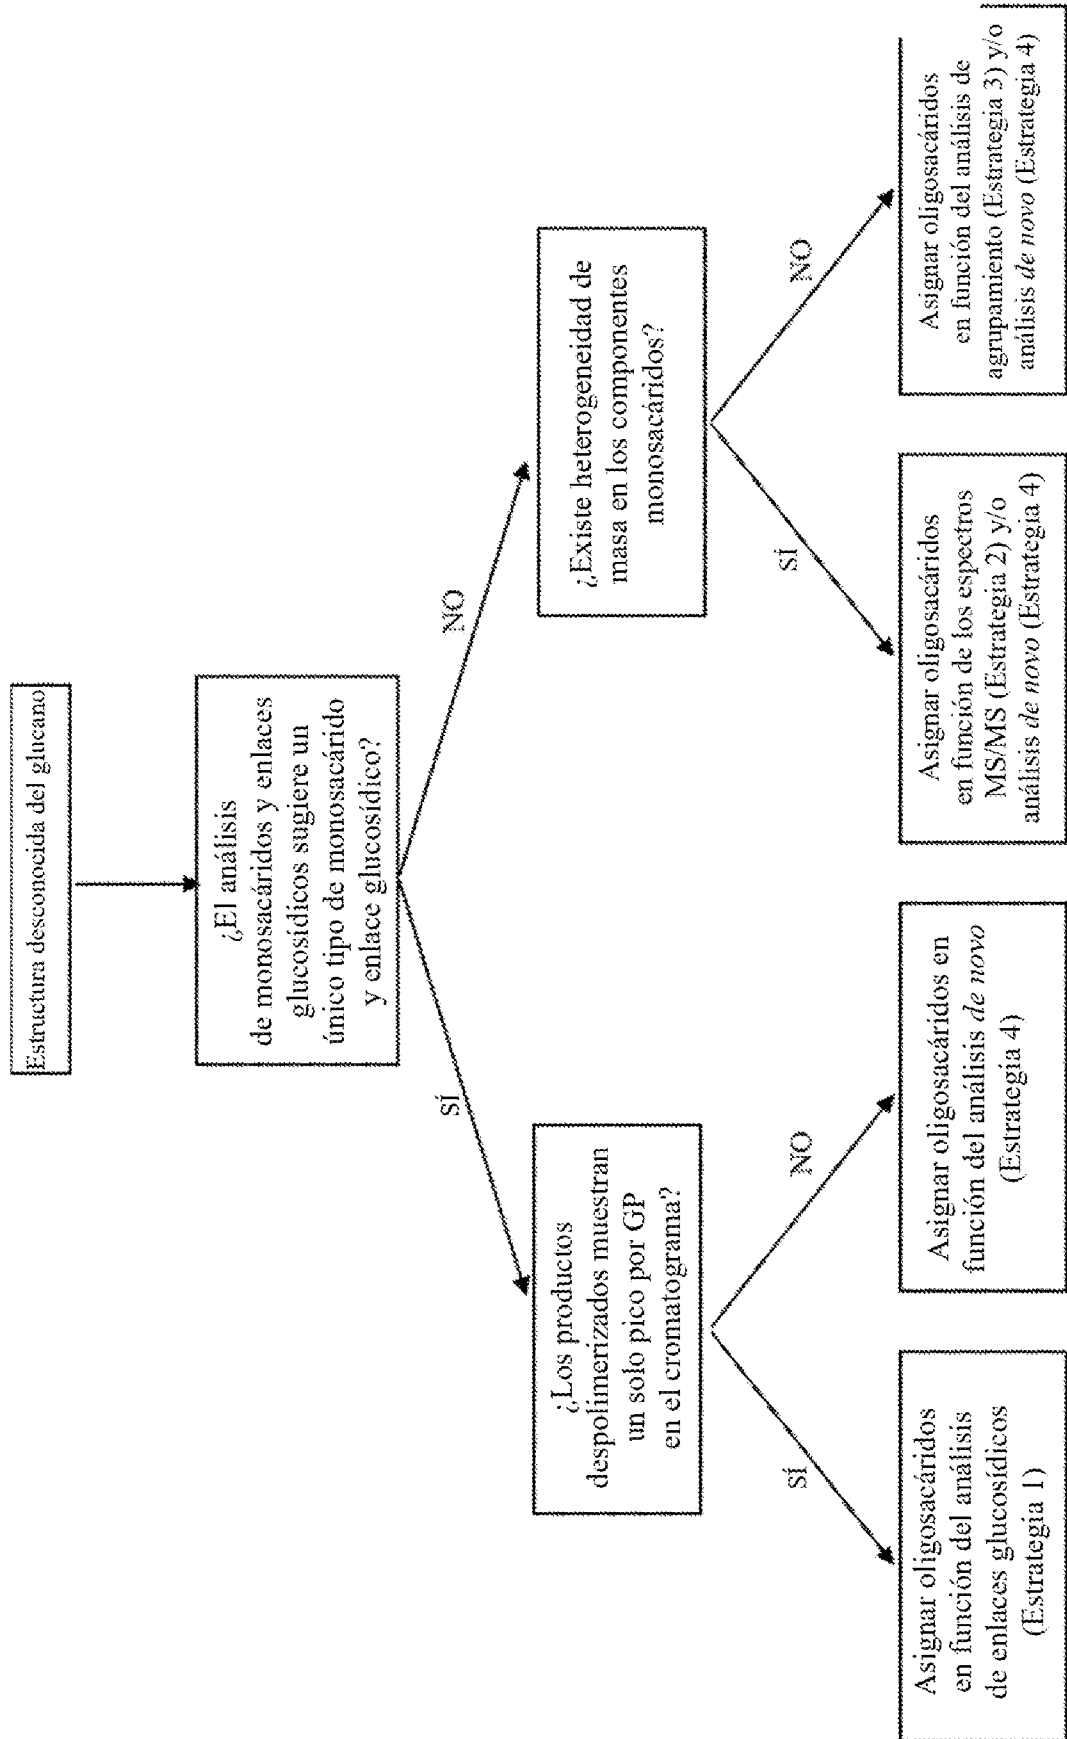 Estructura desconocida del glucano
¿El análisis
de monosacáridos y enlaces
glucosídicos sugiere un
único tipo de monosacárido
y enlace glucosídico?
SÍ
NO
¿Los productos
despolimerizados muestran
un solo pico por GP
en el cromatograma?
¿Existe heterogeneidad de
masa en los componentes
monosacáridos?
SÍ
NO
SÍ
NO
Asignar oligosacáridos
en función del análisis
de enlaces glucosídicos
(Estrategia 1)
Asignar oligosacáridos en
función del análisis de novo
(Estrategia 4)
Asignar oligosacáridos
en función de los espectros
MS/MS (Estrategia 2) y/o
análisis de novo (Estrategia 4)
Asignar oligosacáridos
en función del análisis de
agrupamiento (Estrategia 3) y/o
análisis de novo (Estrategia 4)